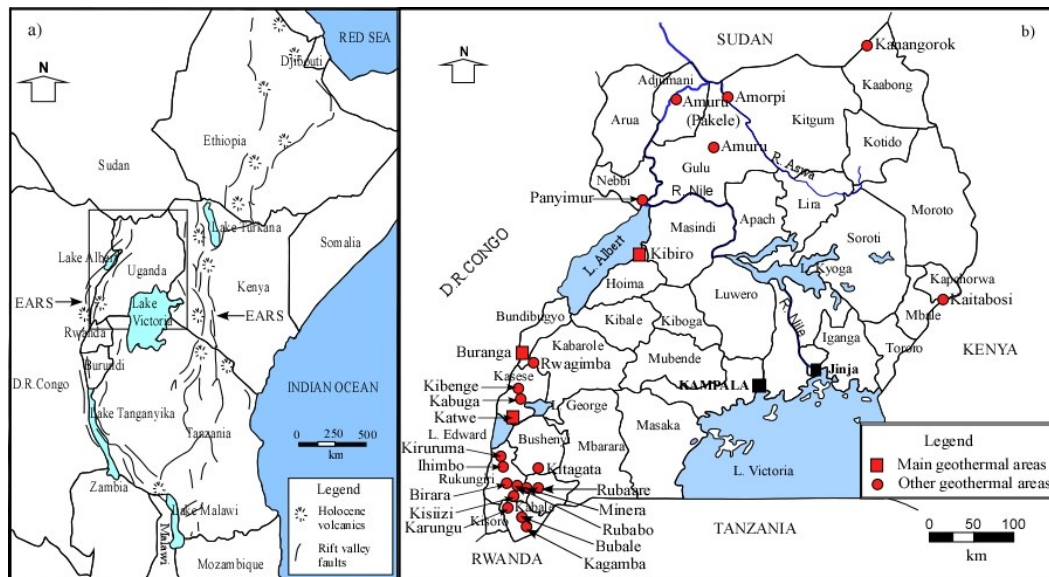 a)
RED SEA
N
Djibouti
Ethiopia
Sudan
Lake Turkana
Somalia
Lake Albert
Uganda
Kenya
EARS
Lake
Victoria
EARS
Rwanda
Burundi
D.R.Congo
INDIAN OCEAN
Lake Tanganyika
Tanzania
0 250 500
km
Zambia
Lake Malawi
Malawi
Mozambique
Legend
Holocene
volcanics
Rift valley
faults
b)
SUDAN
N
Kanangorok
Adjumani
Kaabong
Amuru
(Pakele)
Amorpi
Arua
Kitgum
Kotido
Amuru
R. Aswa
Gulu
Nebbi
R. Nile
Panyimur
Lira
Moroto
Apach
Masindi
Soroti
D.R.CONGO
L. Albert
Kibiro
L. Kyoga
Kapchorwa
Hoima
Luwero
Kaitabosi
Bundibugyo
R. Nile
Mbale
Kibale
Kiboga
Iganga
Kabarole
Buranga
Rwagimba
Mubende
Tororo
KENYA
Kasese
Jinja
Kibenge
KAMPALA
Kabuga
L.
George
Katwe
Masaka
L. Edward
Bushenyi
Mbarara
Kiruruma
L. Victoria
Ihimbo
Kitagata
Rukungiri
Birara
Rubaare
Kisiizi
Kabala
Minera
Karungu
Kisoro
Rubabo
Bubale
RWANDA
Kagamba
TANZANIA
Legend
Main geothermal areas
Other geothermal areas
0 50 100
km